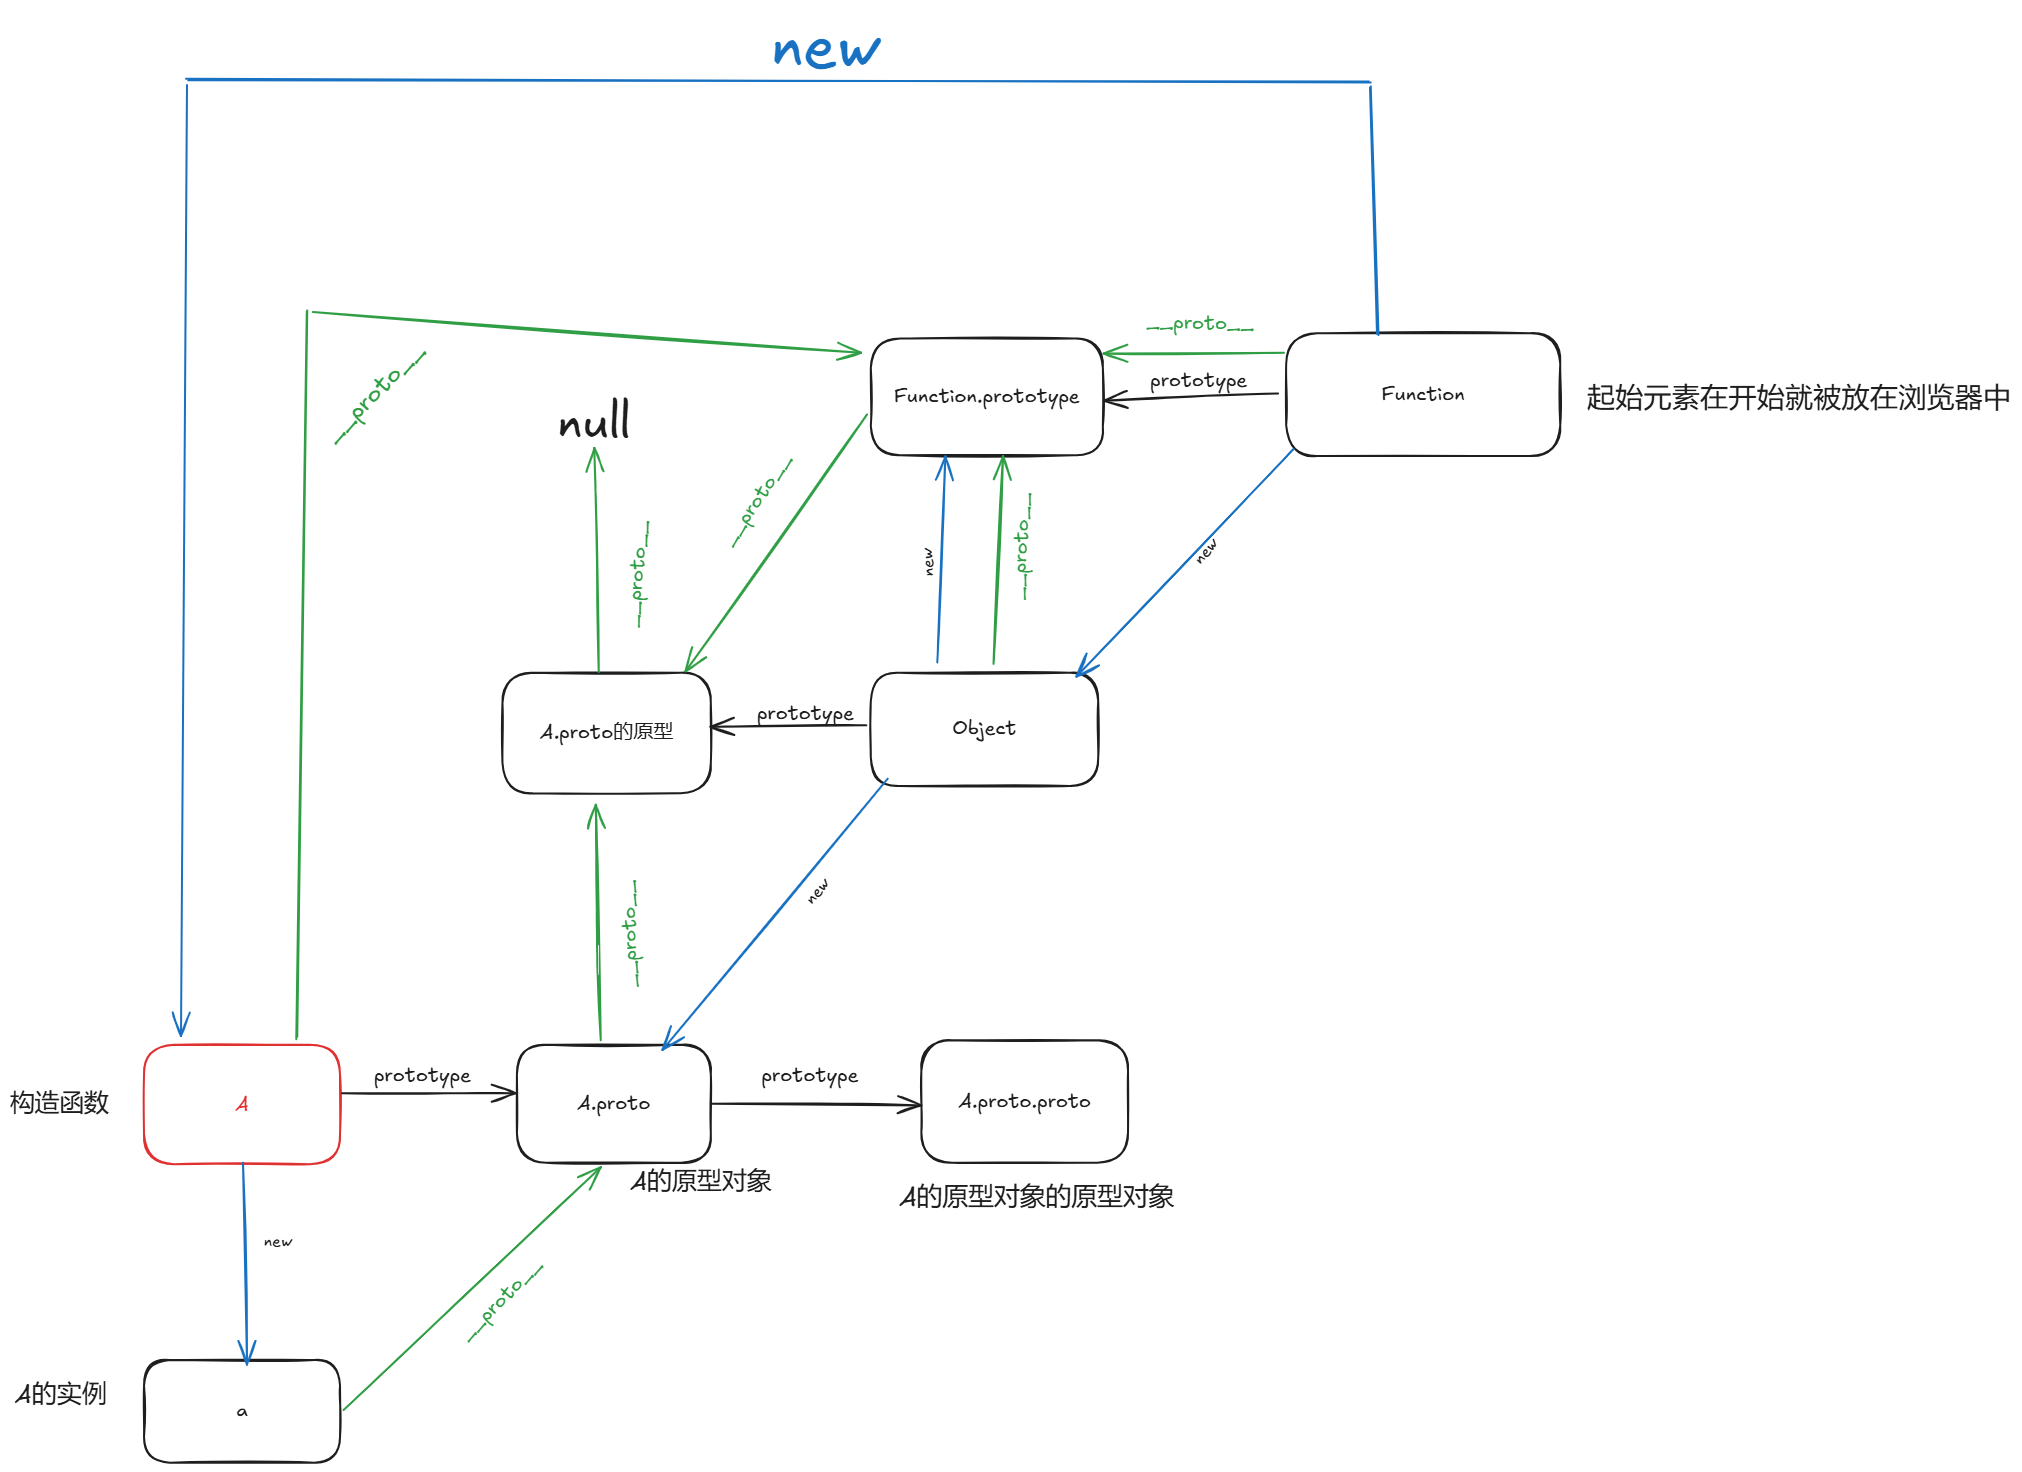 new
__proto__
__proto__
prototype
Function.prototype
Function
起始元素在开始就被放在浏览器中
null
__proto__
__proto__
__proto__
new
new
A.proto的原型
prototype
Object
__proto__
new
构造函数
A
prototype
A.proto
prototype
A.proto.proto
A的原型对象
A的原型对象的原型对象
new
__proto__
A的实例
a